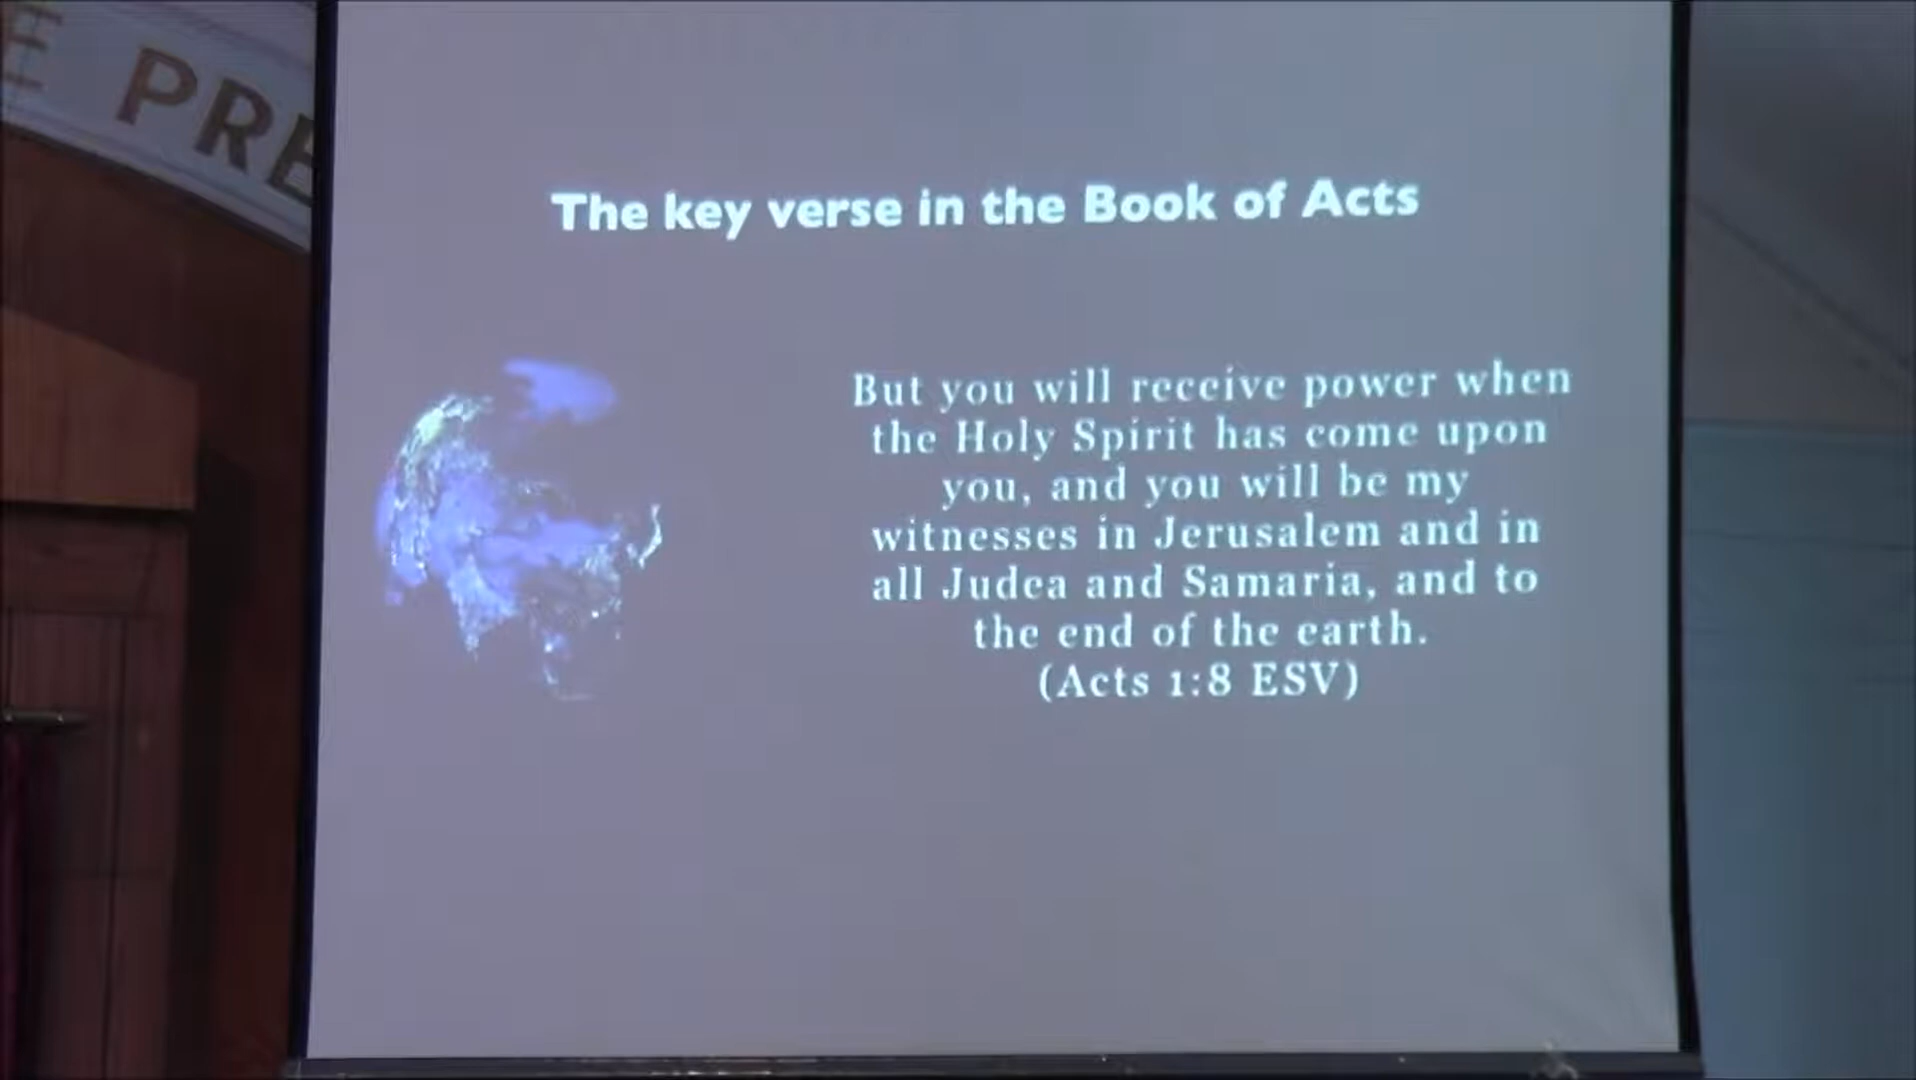 E PRE
The key verse in the Book of Acts
But you will receive power when
the Holy Spirit has come upon
you, and you will be my
witnesses in Jerusalem and in
all Judea and Samaria, and to
the end of the earth.
(Acts 1:8 ESV)